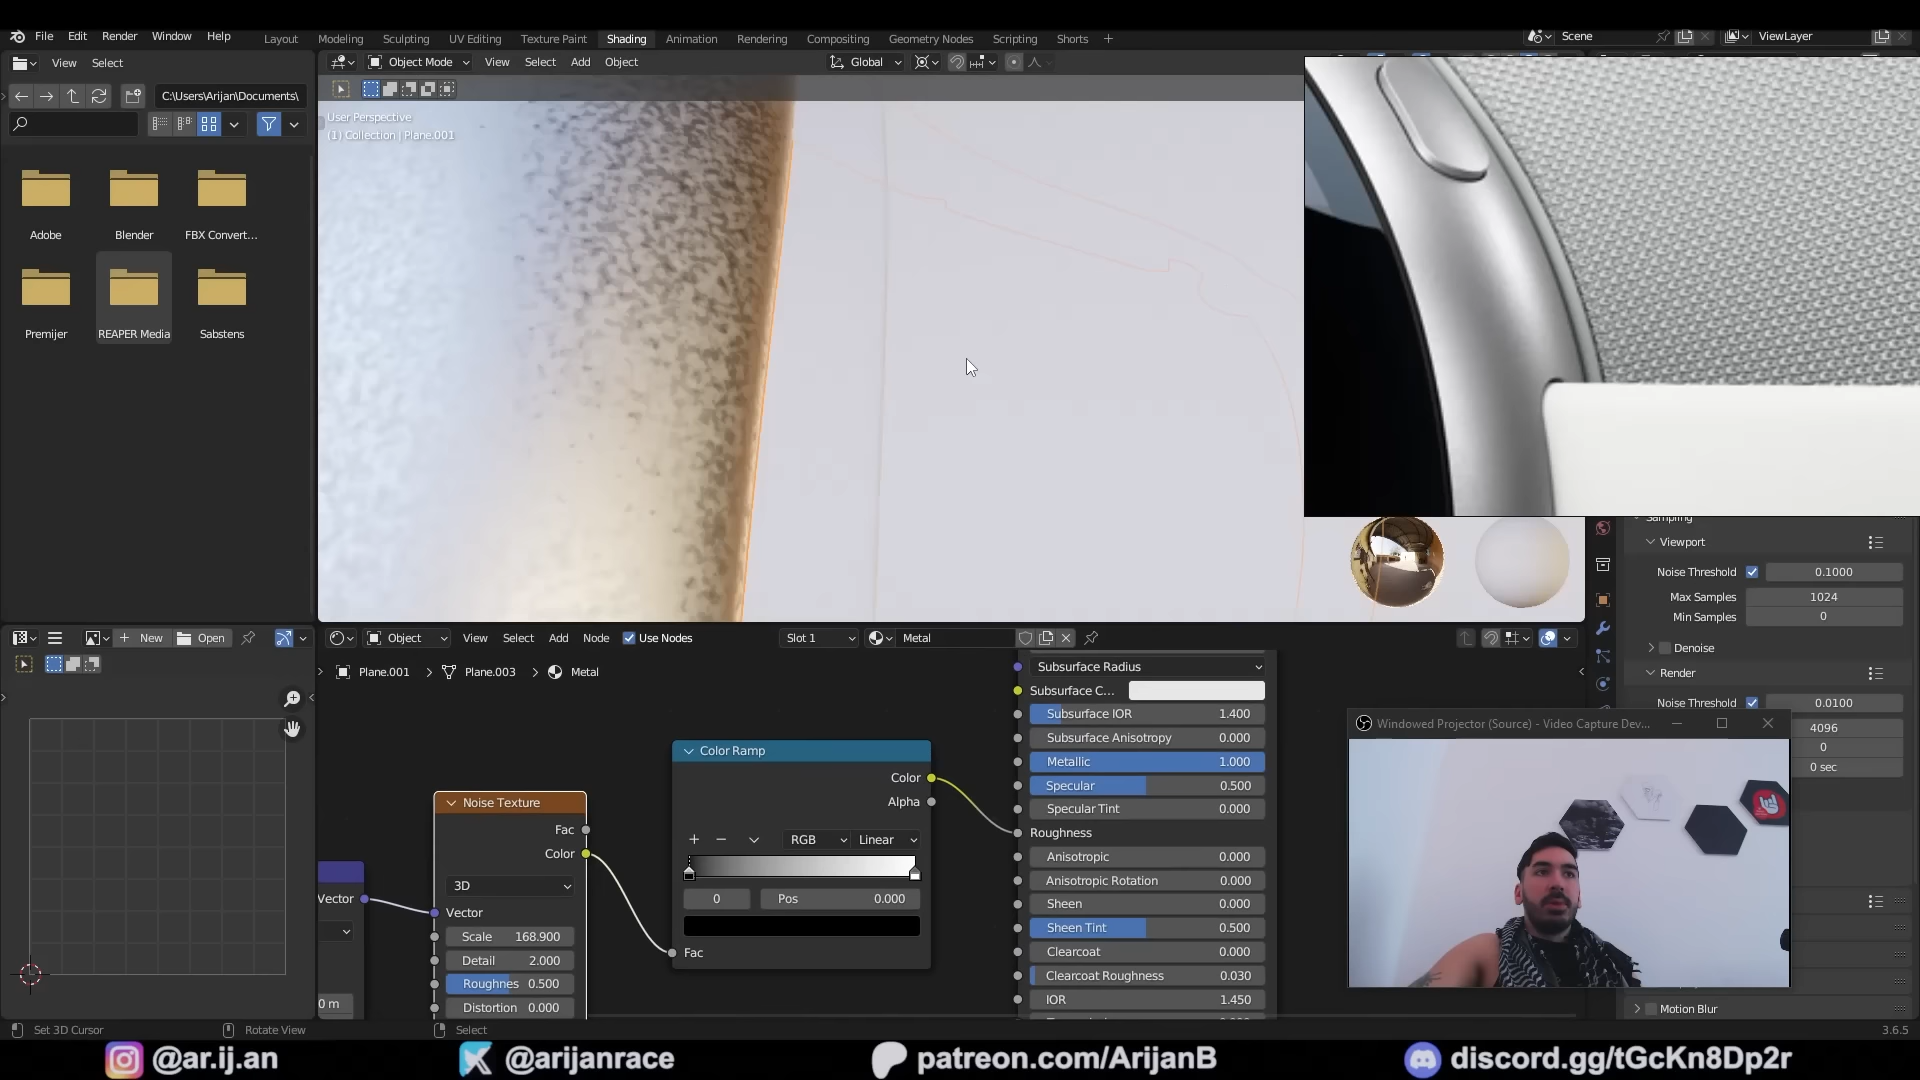 File Edit Render Window Help
Layout Modeling Sculpting UV Editing Texture Paint Shading Animation Rendering Compositing Geometry Nodes Scripting Shorts +
Scene
ViewLayer
View Select
Object Mode View Select Add Object
Global
C:\Users\Arijan\Documents\
User Perspective
(1) Collection | Plane.001
Adobe
Blender
FBX Convert...
Premijer
REAPER Media
Sabstens
Sampling
Viewport
Noise Threshold 0.1000
Max Samples 1024
Min Samples 0
Denoise
Render
Noise Threshold 0.0100
4096
0
0 sec
Motion Blur
New Open
Object View Select Add Node Use Nodes Slot 1 Metal
Plane.001 > Plane.003 > Metal
Vector
0 m
Noise Texture
Fac
Color
3D
Vector
Scale 168.900
Detail 2.000
Roughnes 0.500
Distortion 0.000
Color Ramp
Color
Alpha
RGB Linear
0 Pos 0.000
Fac
Subsurface Radius
Subsurface C...
Subsurface IOR 1.400
Subsurface Anisotropy 0.000
Metallic 1.000
Specular 0.500
Specular Tint 0.000
Roughness
Anisotropic 0.000
Anisotropic Rotation 0.000
Sheen 0.000
Sheen Tint 0.500
Clearcoat 0.000
Clearcoat Roughness 0.030
IOR 1.450
Windowed Projector (Source) - Video Capture Dev...
Set 3D Cursor Rotate View Select
3.6.5
@ar.ij.an @arijanrace patreon.com/ArijanB discord.gg/tGcKn8Dp2r